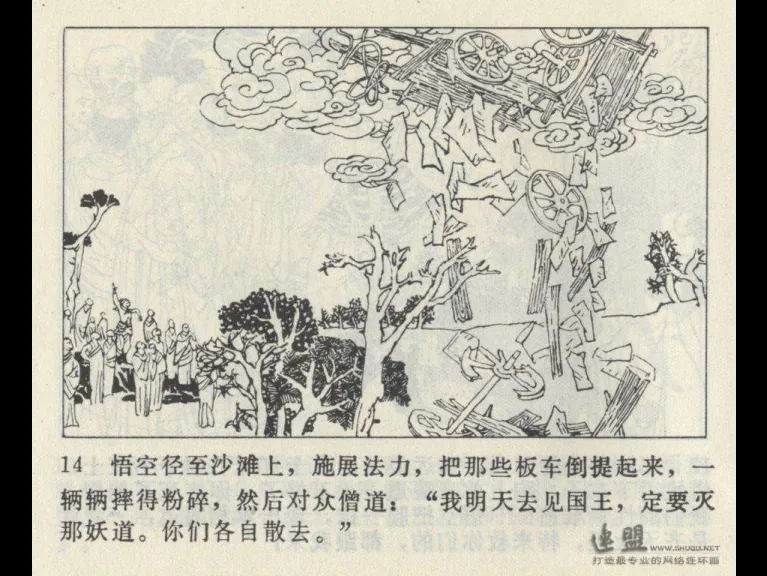 14 悟空径至沙滩上，施展法力，把那些板车倒提起来，一
辆辆摔得粉碎，然后对众僧道：“我明天去见国王，定要灭
那妖道。你们各自散去。”
连盟 WWW.SHUQU.NET
打造最专业的网络连环画